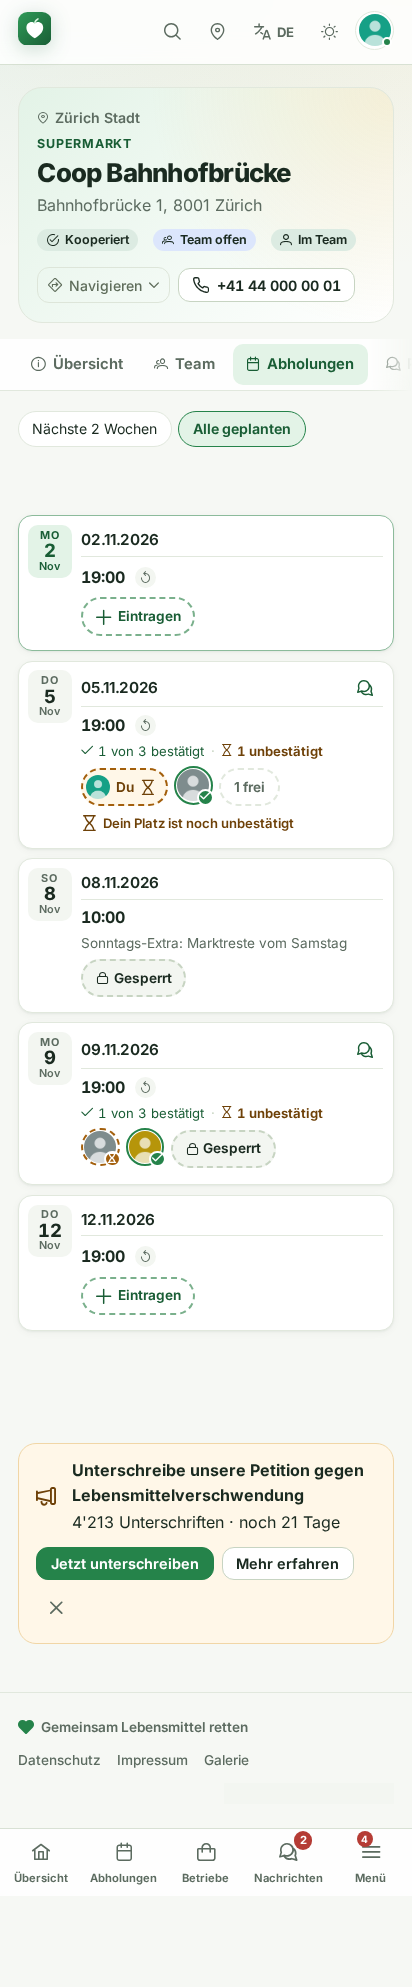 DE
Zürich Stadt
SUPERMARKT
Coop Bahnhofbrücke
Bahnhofbrücke 1, 8001 Zürich
Kooperiert Team offen Im Team
Navigieren +41 44 000 00 01
Übersicht Team Abholungen
Nächste 2 Wochen Alle geplanten
MO
2
Nov
02.11.2026
19:00
Eintragen
DO
5
Nov
05.11.2026
19:00
1 von 3 bestätigt · 1 unbestätigt
Du 1 frei
Dein Platz ist noch unbestätigt
SO
8
Nov
08.11.2026
10:00
Sonntags-Extra: Marktreste vom Samstag
Gesperrt
MO
9
Nov
09.11.2026
19:00
1 von 3 bestätigt · 1 unbestätigt
Gesperrt
DO
12
Nov
12.11.2026
19:00
Eintragen
Unterschreibe unsere Petition gegen
Lebensmittelverschwendung
4'213 Unterschriften · noch 21 Tage
Jetzt unterschreiben Mehr erfahren
Gemeinsam Lebensmittel retten
Datenschutz Impressum Galerie
2 4
Übersicht Abholungen Betriebe Nachrichten Menü